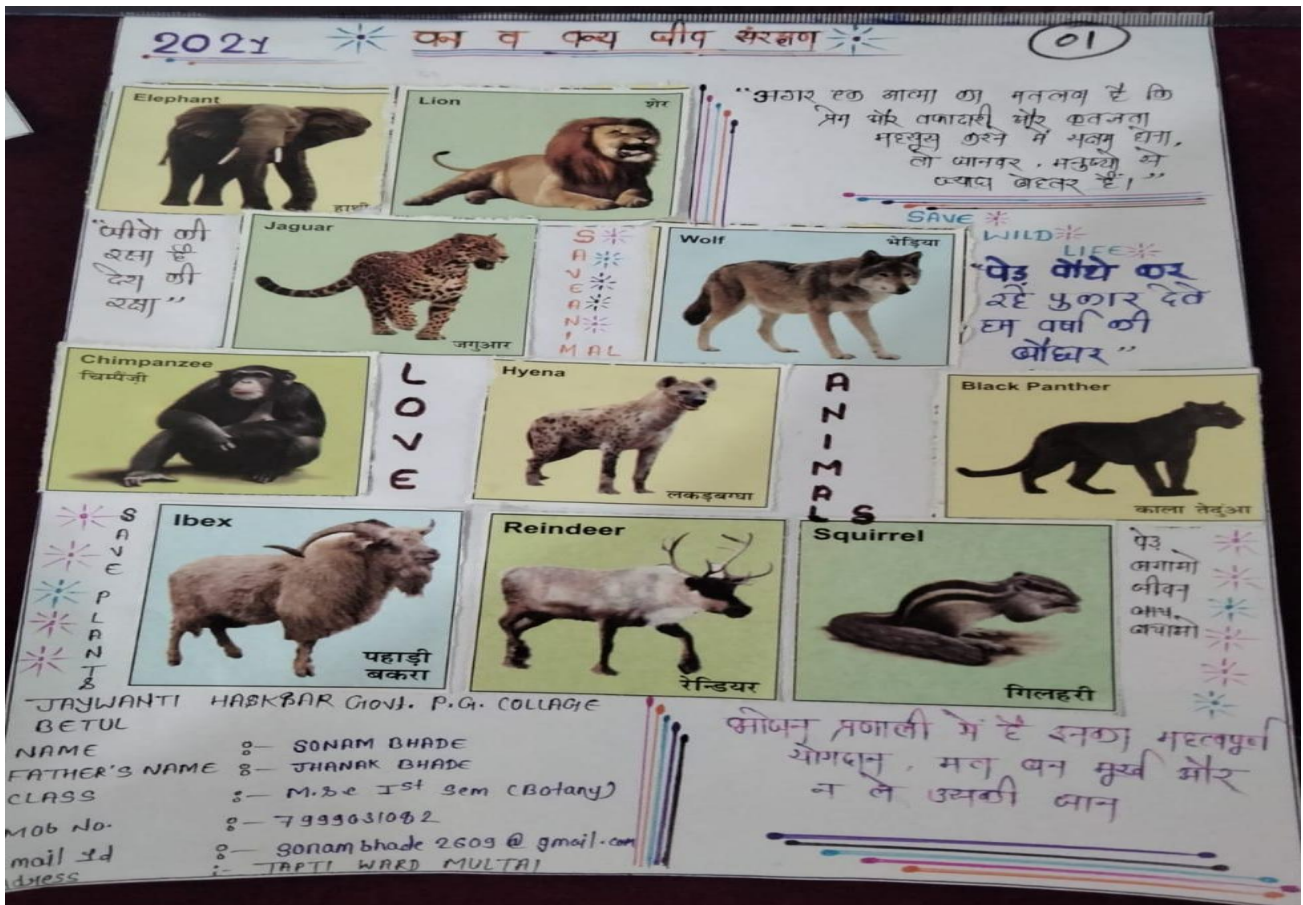 2021
वन व वन्य जीव संरक्षण
01
Elephant
हाथी
Lion
शेर
"अगर एक आत्मा का मतलब है कि
प्रेम और वफादारी और कृतज्ञता
महसूस करने में सक्षम होना,
तो जानवर, मनुष्यो से
ज्यादा बेहतर हैं।"
"जीवो की
रक्षा है
देश की
रक्षा"
Jaguar
जगुआर
SAVE ANIMAL
Wolf
भेड़िया
SAVE
WILD
LIFE
"पेड़ पौधे कर
रहे पुकार देते
हम वर्षा की
बौछार"
Chimpanzee
चिम्पैंज़ी
LOVE
Hyena
लकड़बग्घा
ANIMALS
Black Panther
काला तेदुंआ
SAVE PLANTS
Ibex
पहाड़ी
बकरा
Reindeer
रेन्डियर
Squirrel
गिलहरी
पेड़
लगाओ
जीवन
बचाओ
JAYWANTI HASKBAR Govt. P.G. COLLAGE
BETUL
NAME :- SONAM BHADE
FATHER'S NAME :- JHANAK BHADE
CLASS :- M.Sc Ist Sem (Botany)
Mob No. :- 7999031082
mail Id :- sonambhade2609@gmail.com
dress :- TAPTI WARD MULTAI
भोजन प्रणाली में है इनका महत्वपूर्ण
योगदान, मत बन मूर्ख और
न ले उसकी जान